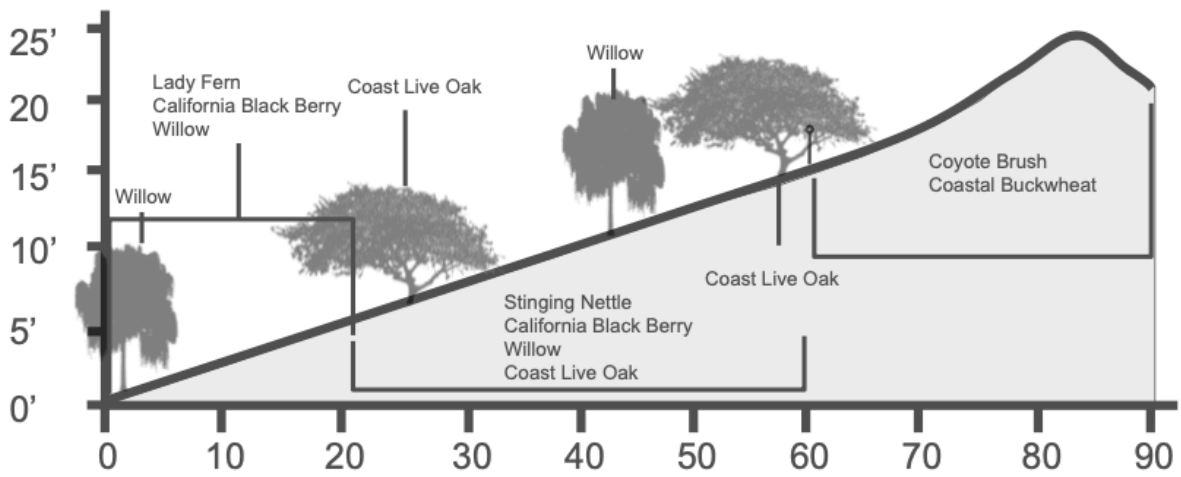 25’
20
15’
10’
5’
0’
Lady Fern
California Black Berry
Willow
Coast Live Oak
Willow
Willow
Coyote Brush
Coastal Buckwheat
Coast Live Oak
Stinging Nettle
California Black Berry
Willow
Coast Live Oak
0 10 20 30 40 50 60 70 80 90